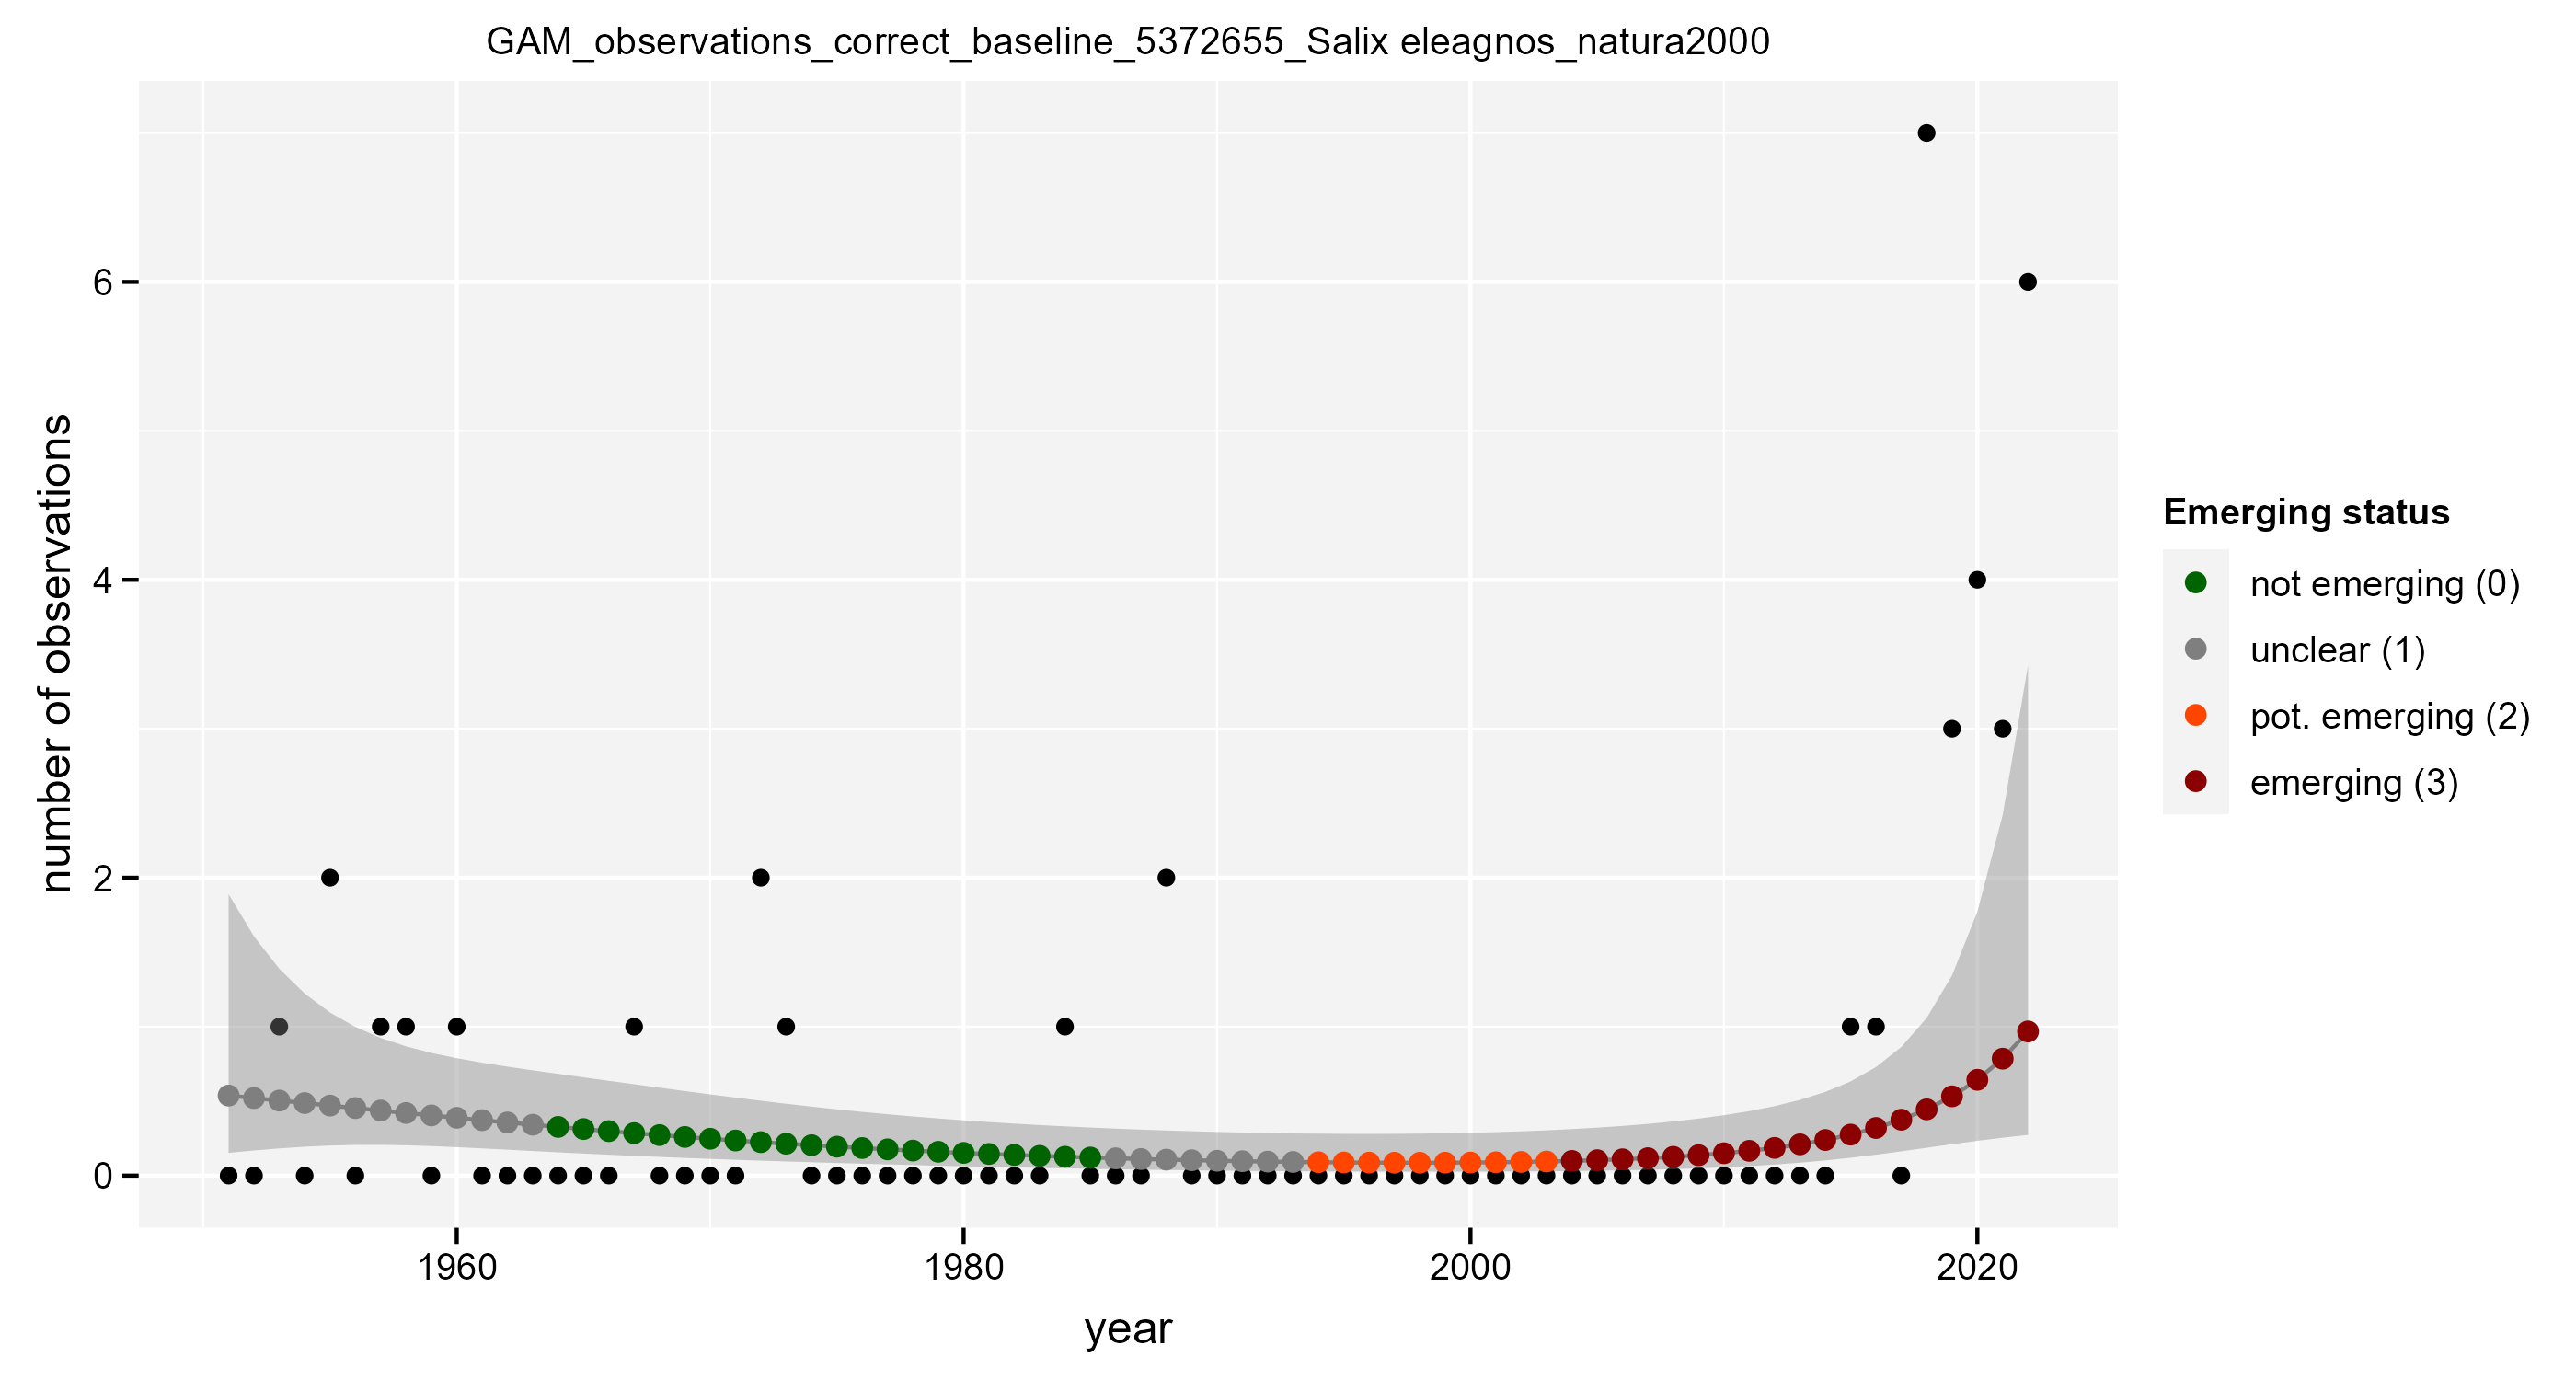 GAM_observations_correct_baseline_5372655_Salix eleagnos_natura2000
number of observations
6
4
2
0
1960
1980
2000
2020
year
Emerging status
not emerging (0)
unclear (1)
pot. emerging (2)
emerging (3)